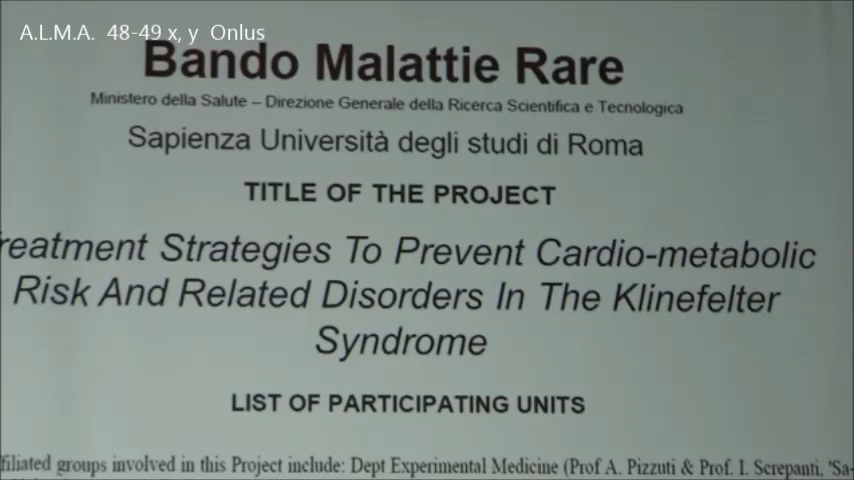 A.L.M.A. 48-49 x, y Onlus
Bando Malattie Rare
Ministero della Salute – Direzione Generale della Ricerca Scientifica e Tecnologica
Sapienza Università degli studi di Roma
TITLE OF THE PROJECT
reatment Strategies To Prevent Cardio-metabolic
Risk And Related Disorders In The Klinefelter
Syndrome
LIST OF PARTICIPATING UNITS
filiated groups involved in this Project include: Dept Experimental Medicine (Prof A. Pizzuti & Prof. I. Screpanti, 'Sa-